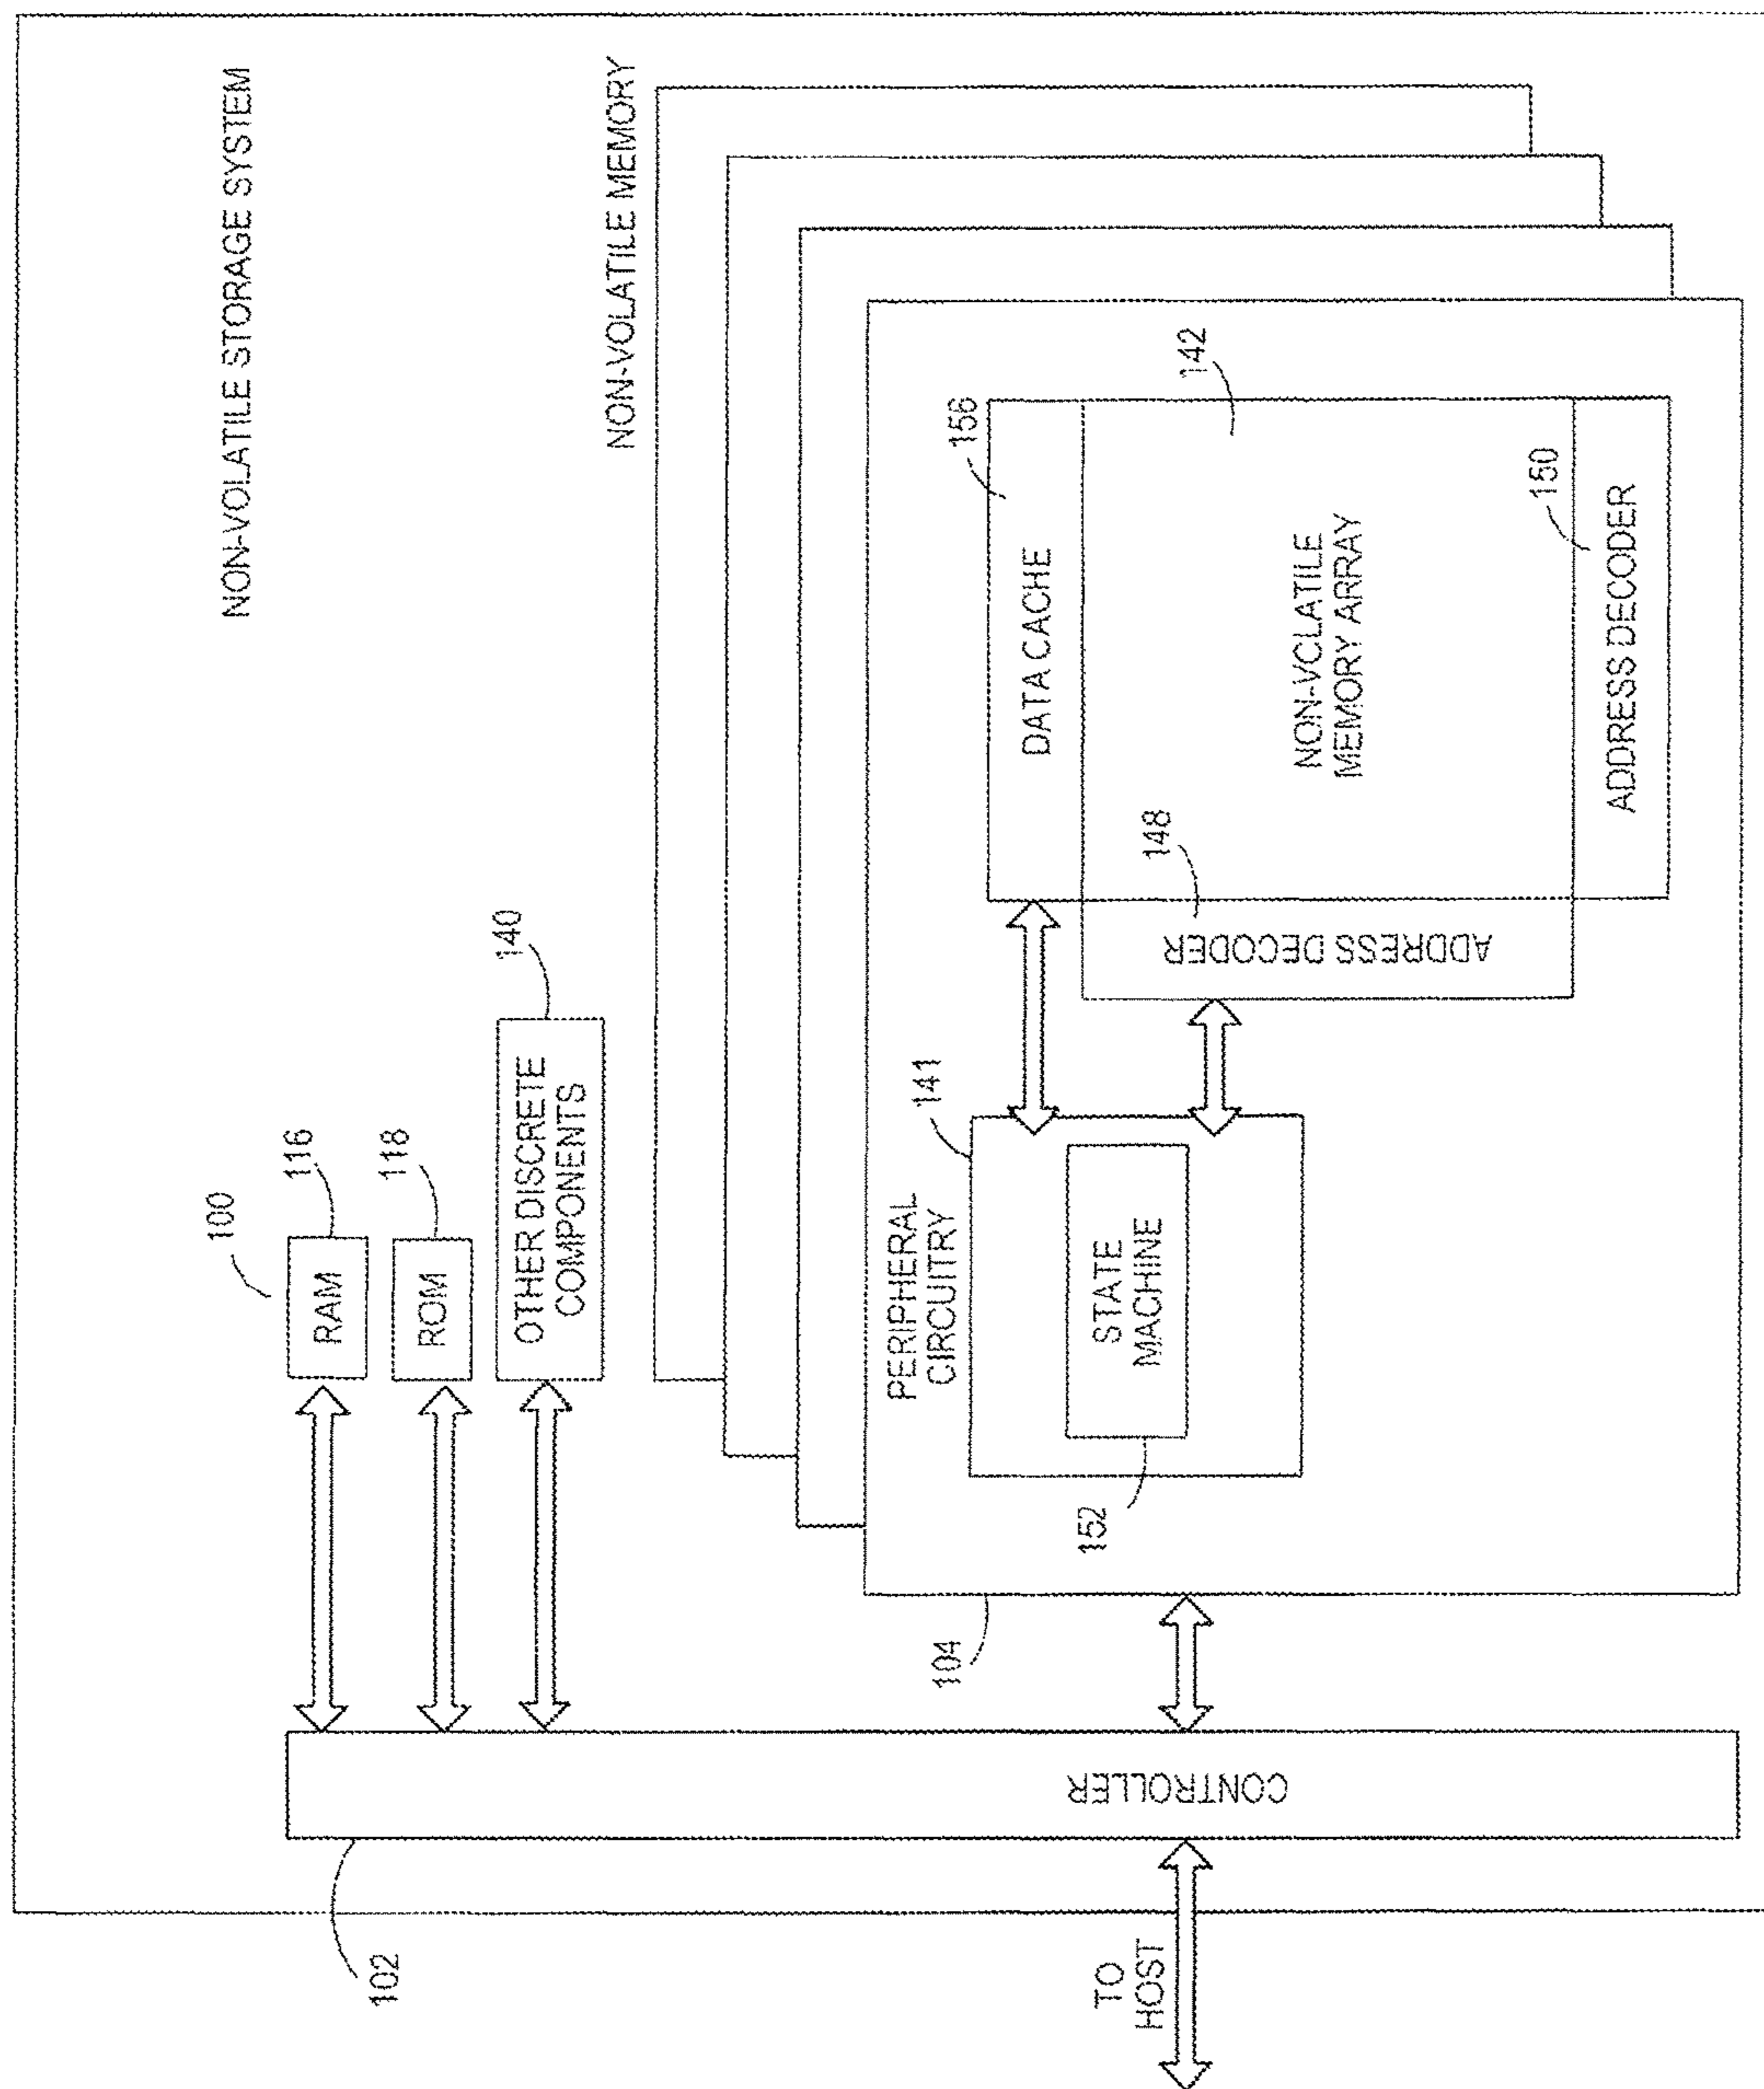 NON-VOLATILE STORAGE SYSTEM
100
RAM
116
ROM
118
OTHER DISCRETE
COMPONENTS
140
NON-VOLATILE MEMORY
102
CONTROLLER
TO
HOST
104
PERIPHERAL
CIRCUITRY
141
STATE
MACHINE
152
DATA CACHE
156
ADDRESS DECODER
148
NON-VCLATILE
MEMORY ARRAY
142
ADDRESS DECODER
150